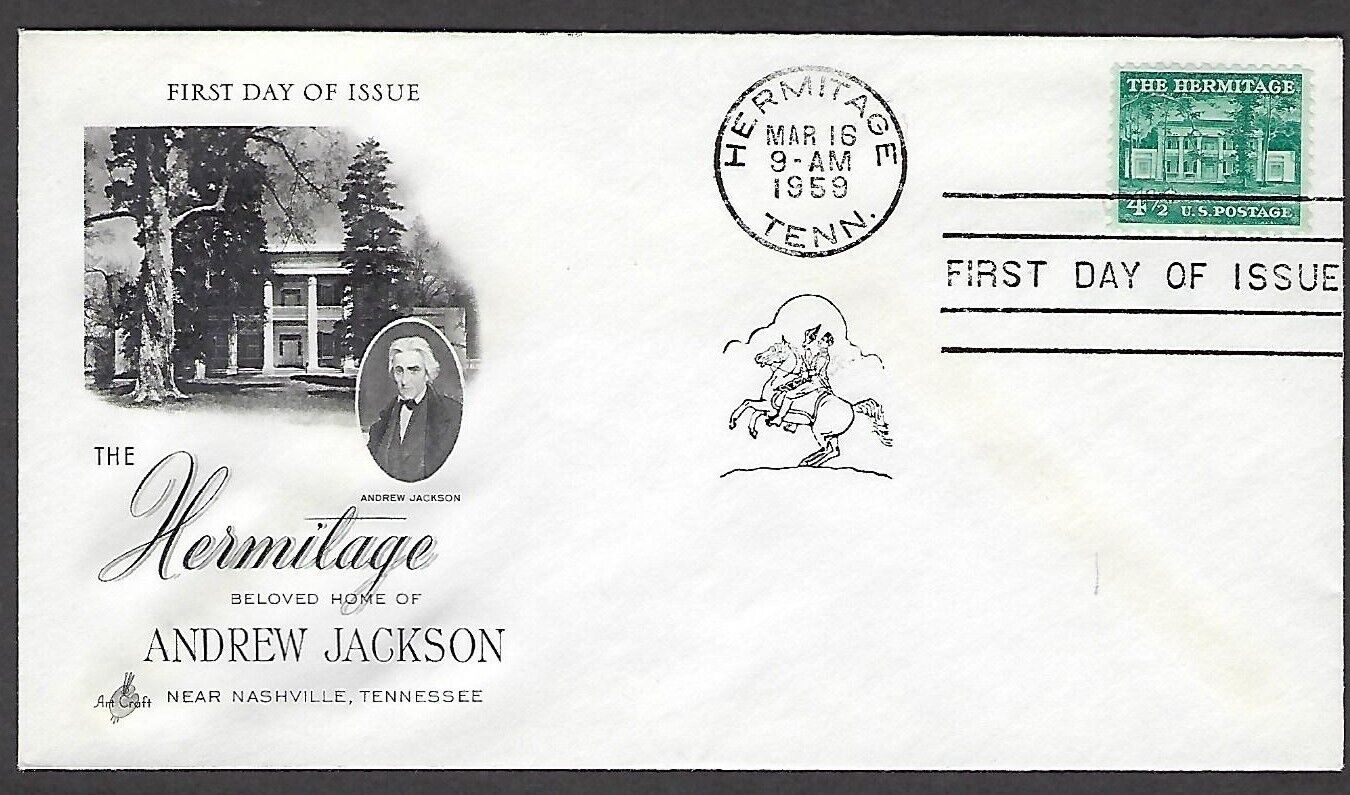 FIRST DAY OF ISSUE
ANDREW JACKSON
THE
Hermitage
BELOVED HOME OF
ANDREW JACKSON
NEAR NASHVILLE, TENNESSEE
Art Craft
HERMITAGE
MAR 16
9-AM
1959
TENN.
THE HERMITAGE
4½ U.S. POSTAGE
FIRST DAY OF ISSUE